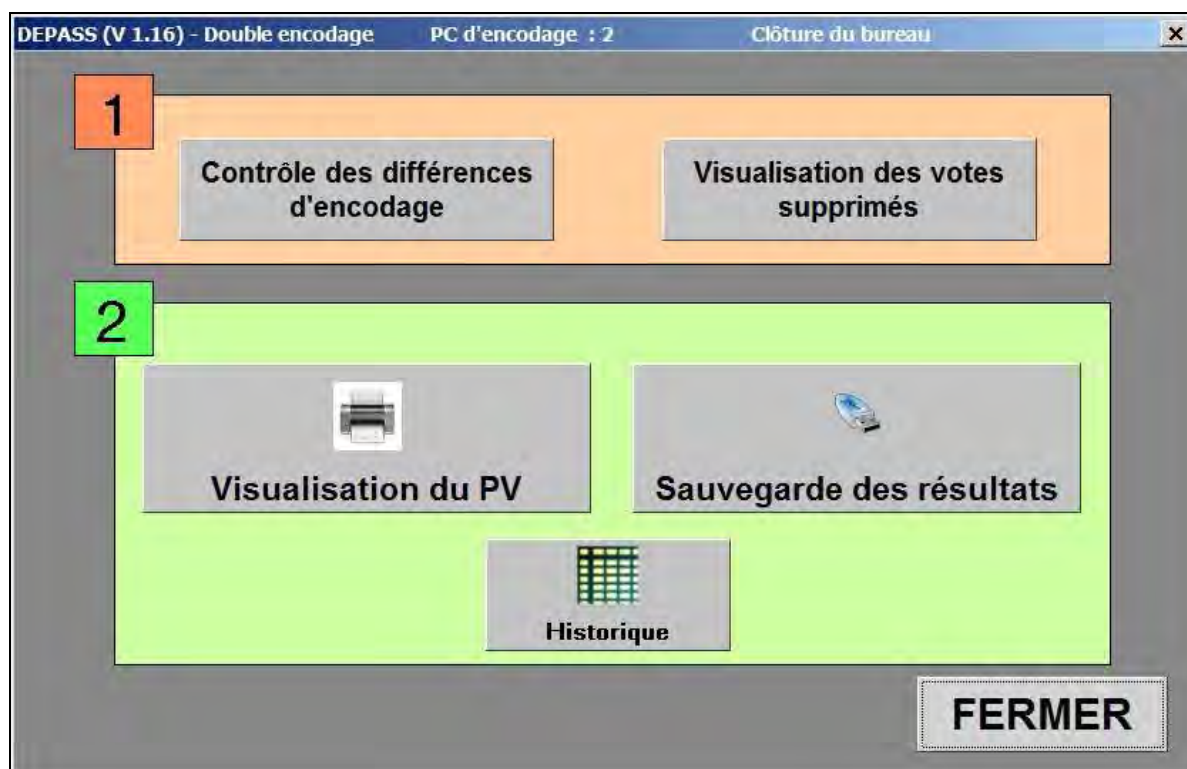 DEPASS (V 1.16) - Double encodage PC d'encodage : 2 Clôture du bureau
1
Contrôle des différences
d'encodage
Visualisation des votes
supprimés
2
Visualisation du PV
Sauvegarde des résultats
Historique
FERMER